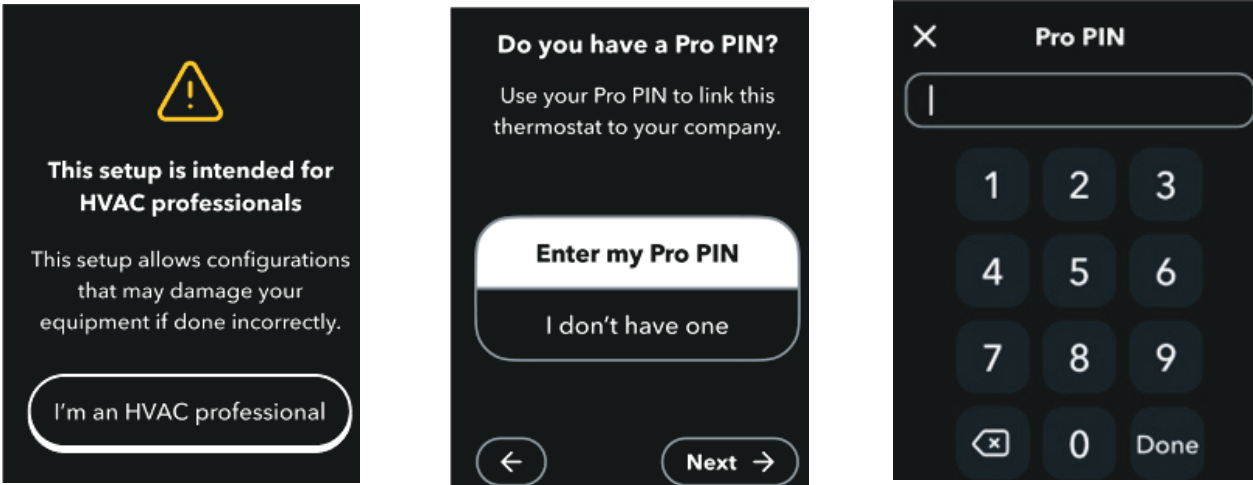 This setup is intended for
HVAC professionals
This setup allows configurations
that may damage your
equipment if done incorrectly.
I'm an HVAC professional
Do you have a Pro PIN?
Use your Pro PIN to link this
thermostat to your company.
Enter my Pro PIN
I don't have one
Next
Pro PIN
1 2 3
4 5 6
7 8 9
0 Done